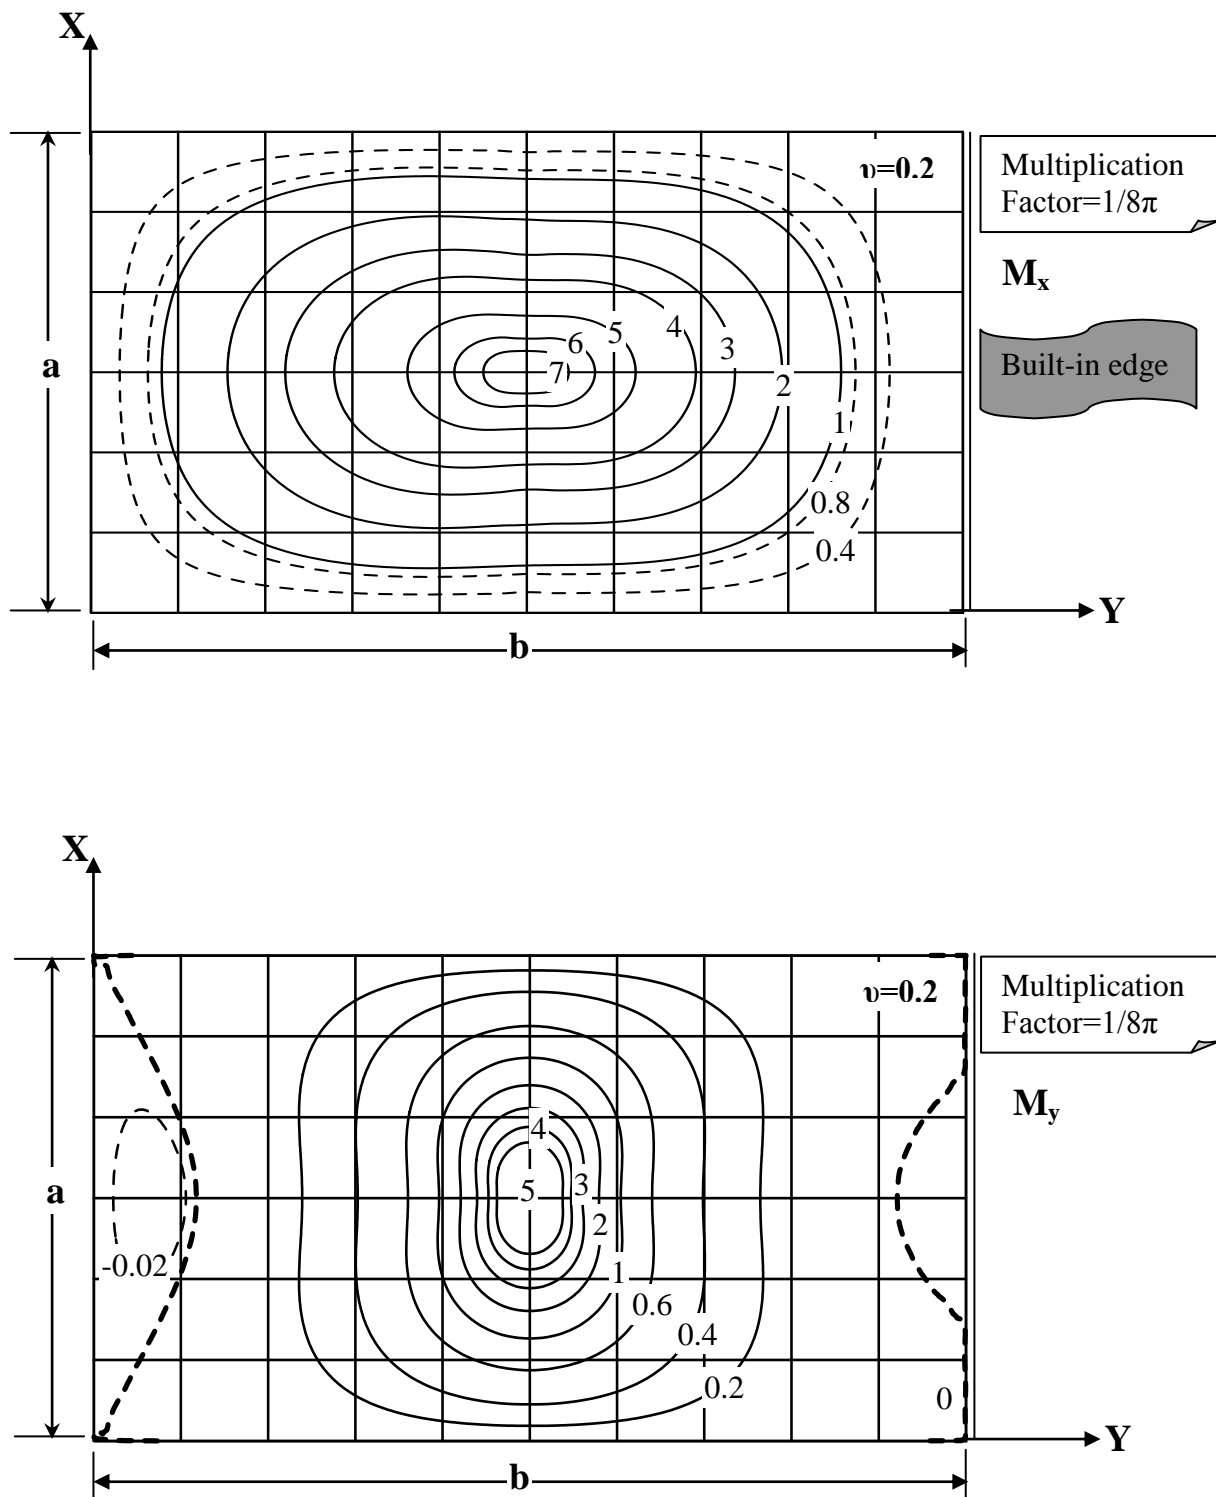 X
υ=0.2
Multiplication
Factor=1/8π
Mx
a
Built-in edge
7
6
5
4
3
2
1
0.8
0.4
Y
b
X
υ=0.2
Multiplication
Factor=1/8π
My
a
5
4
3
2
1
0.6
0.4
0.2
0
-0.02
Y
b